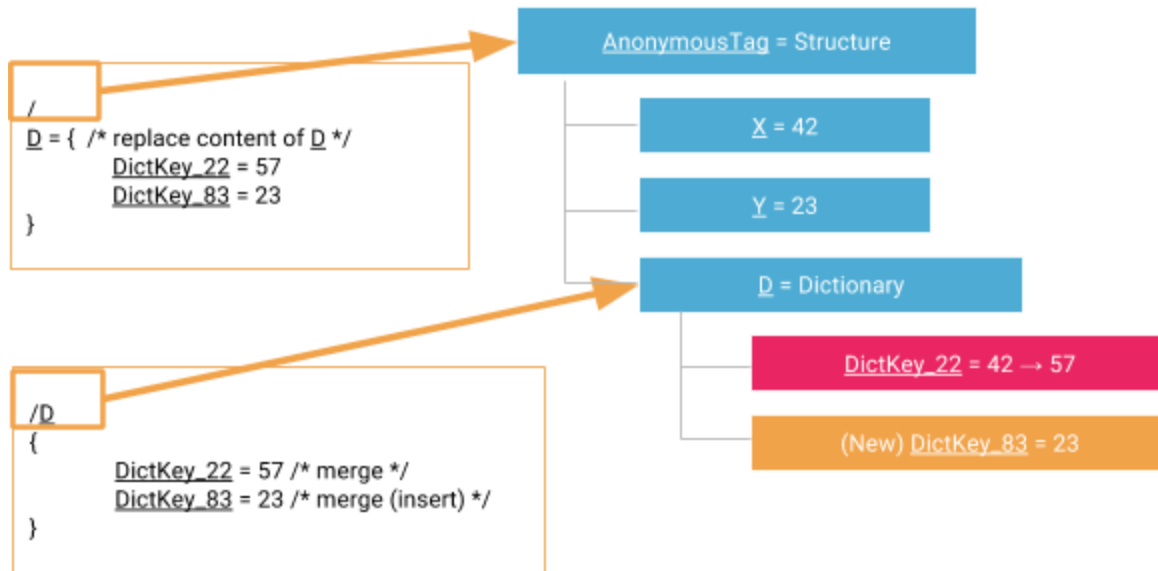 /
D = { /* replace content of D */
DictKey_22 = 57
DictKey_83 = 23
}
/D
{
DictKey_22 = 57 /* merge */
DictKey_83 = 23 /* merge (insert) */
}
AnonymousTag = Structure
X = 42
Y = 23
D = Dictionary
DictKey_22 = 42 → 57
(New) DictKey_83 = 23